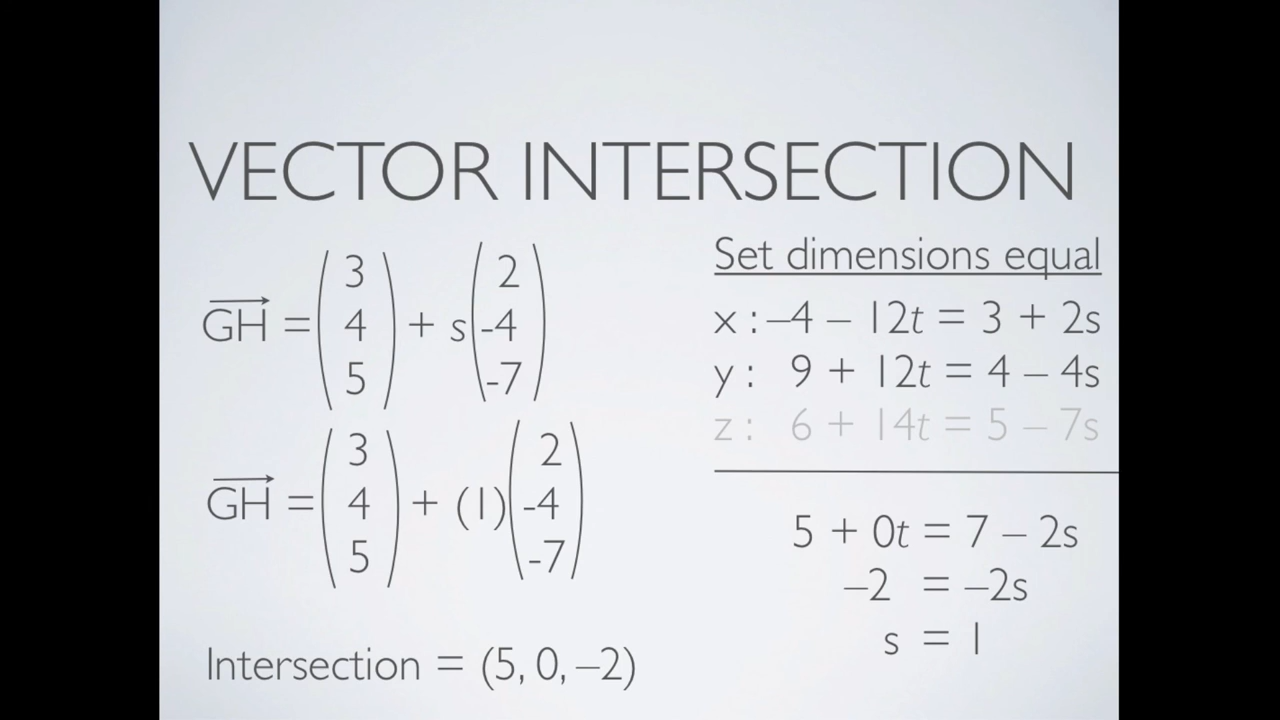 VECTOR INTERSECTION
GH = (3 4 5) + s(2 -4 -7)
GH = (3 4 5) + (1)(2 -4 -7)
Intersection = (5, 0, –2)
Set dimensions equal
x : –4 – 12t = 3 + 2s
y : 9 + 12t = 4 – 4s
z : 6 + 14t = 5 – 7s
5 + 0t = 7 – 2s
–2 = –2s
s = 1